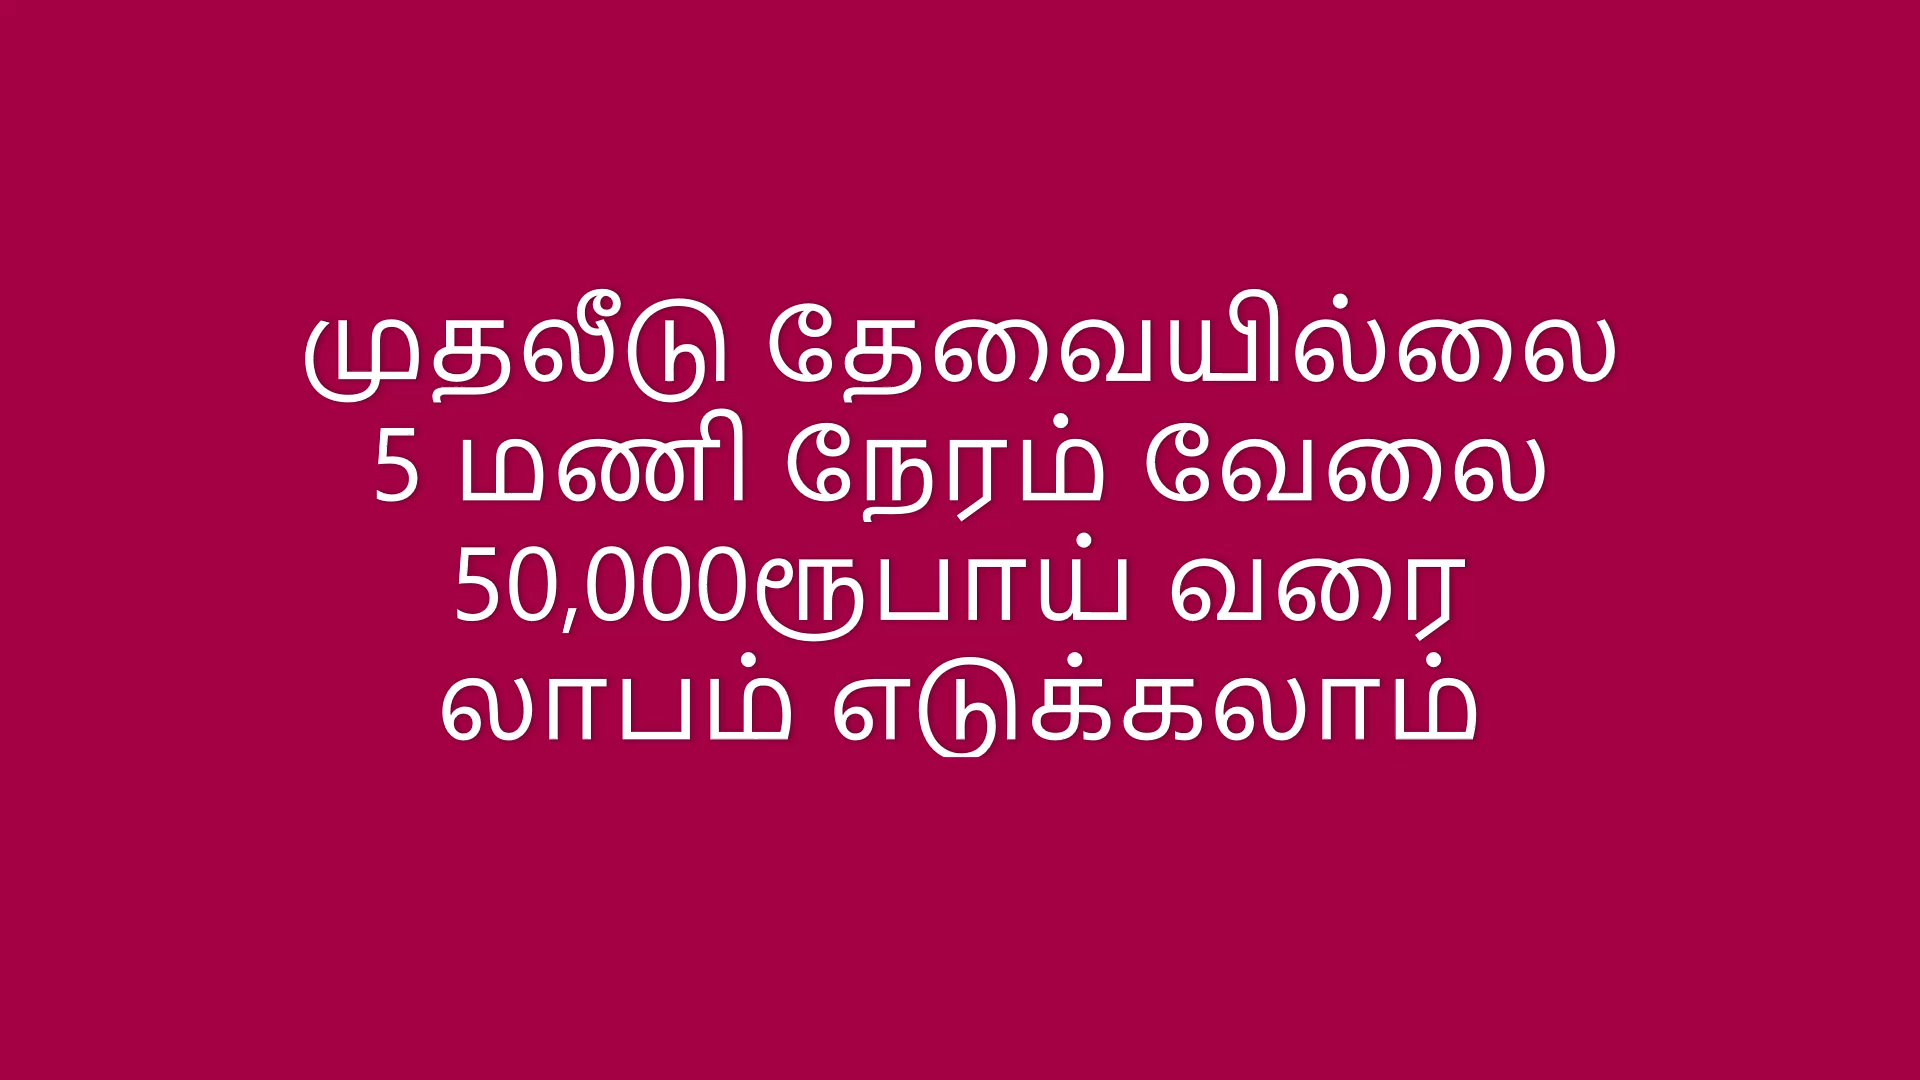 முதலீடு தேவையில்லை
5 மணி நேரம் வேலை
50,000ரூபாய் வரை
லாபம் எடுக்கலாம்